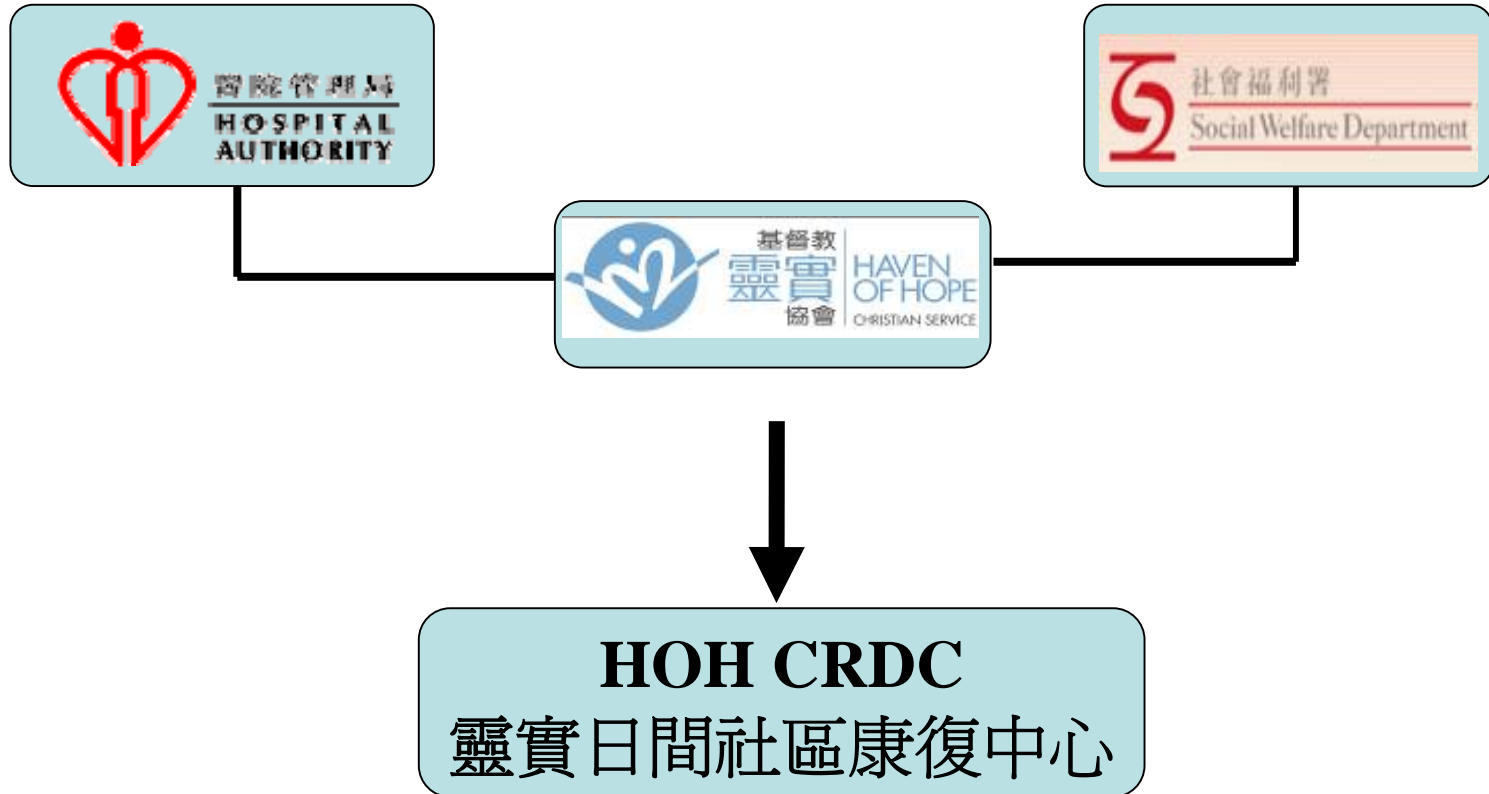 醫院管理局
HOSPITAL
AUTHORITY
社會福利署
Social Welfare Department
基督教
靈實
協會
HAVEN
OF HOPE
CHRISTIAN SERVICE
HOH CRDC
靈實日間社區康復中心